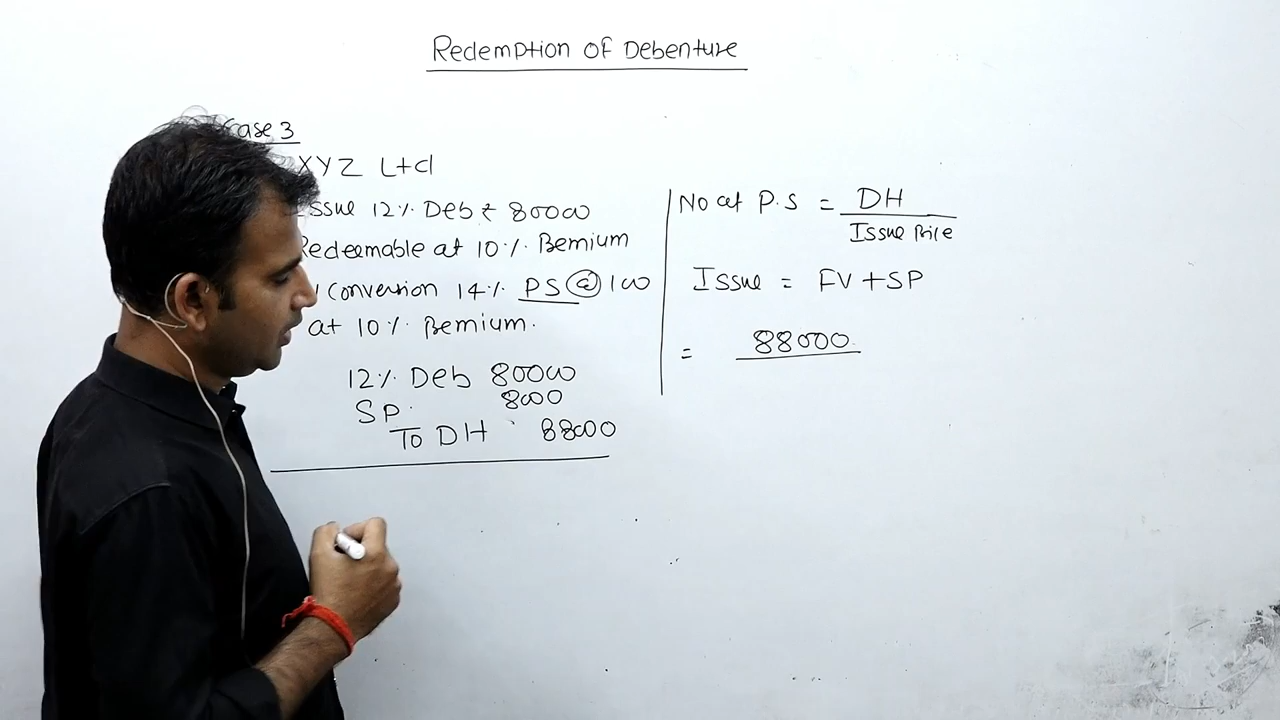 Redemption OF Debenture
Case 3
XYZ Ltd
Issue 12% Deb ₹ 80000
Redeemable at 10% Premium
conversion 14% PS @ 100
at 10% Premium.
12% Deb 80000
SP. 8000
To DH 88000
No of P.S = DH
Issue Price
Issue = FV + SP
= 88000